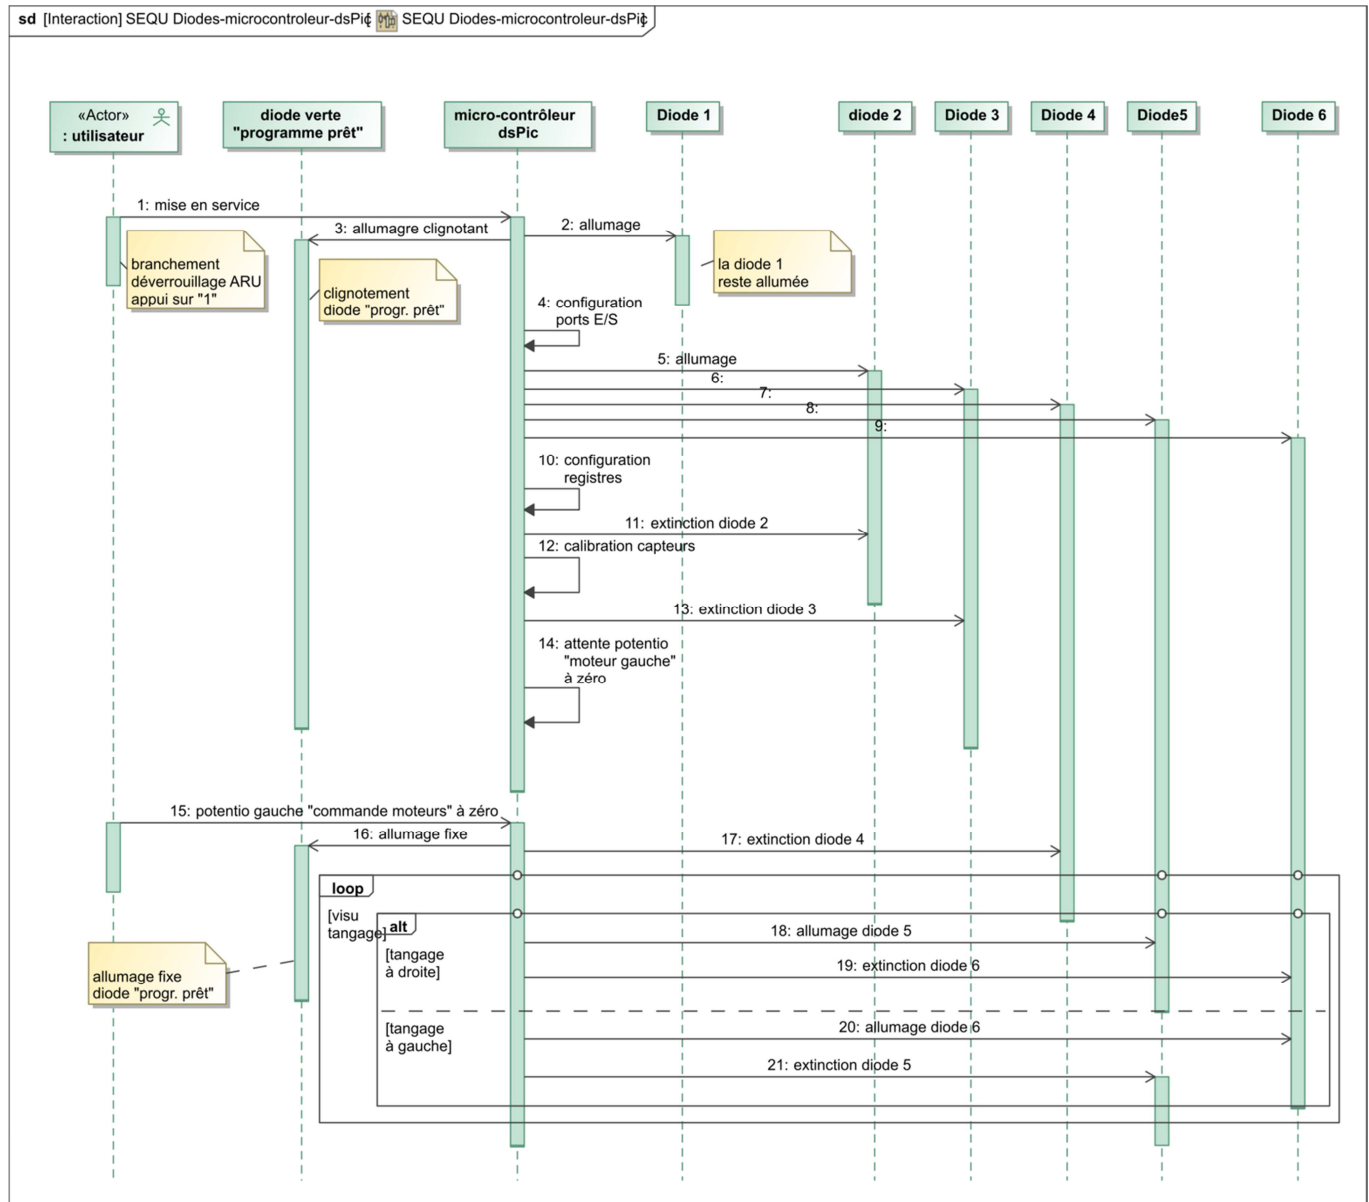 sd [Interaction] SEQU Diodes-microcontroleur-dsPic[ SEQU Diodes-microcontroleur-dsPic]
«Actor»
: utilisateur
diode verte
"programme prêt"
micro-contrôleur
dsPic
Diode 1
diode 2
Diode 3
Diode 4
Diode5
Diode 6
1: mise en service
3: allumagre clignotant
2: allumage
branchement
déverrouillage ARU
appui sur "1"
clignotement
diode "progr. prêt"
la diode 1
reste allumée
4: configuration
ports E/S
5: allumage
6:
7:
8:
9:
10: configuration
registres
11: extinction diode 2
12: calibration capteurs
13: extinction diode 3
14: attente potentio
"moteur gauche"
à zéro
15: potentio gauche "commande moteurs" à zéro
16: allumage fixe
17: extinction diode 4
loop
[visu
tangage]
alt
[tangage
à droite]
18: allumage diode 5
19: extinction diode 6
allumage fixe
diode "progr. prêt"
[tangage
à gauche]
20: allumage diode 6
21: extinction diode 5